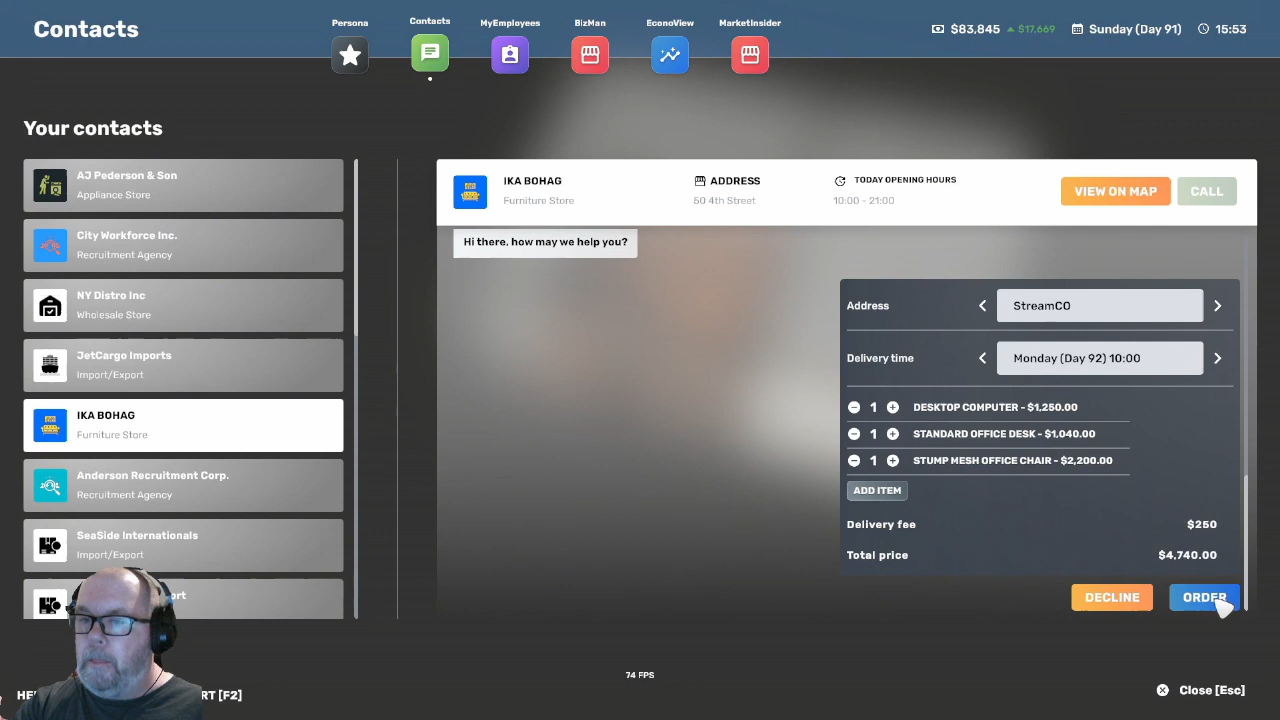 Contacts
Persona
Contacts
MyEmployees
BizMan
EconoView
MarketInsider
$83,845 $17,669 Sunday (Day 91) 15:53
Your contacts
AJ Pederson & Son
Appliance Store
City Workforce Inc.
Recruitment Agency
NY Distro Inc
Wholesale Store
JetCargo Imports
Import/Export
IKA BOHAG
Furniture Store
Anderson Recruitment Corp.
Recruitment Agency
SeaSide Internationals
Import/Export
IKA BOHAG
Furniture Store
ADDRESS
50 4th Street
TODAY OPENING HOURS
10:00 - 21:00
VIEW ON MAP
CALL
Hi there, how may we help you?
Address StreamCO
Delivery time Monday (Day 92) 10:00
1 DESKTOP COMPUTER - $1,250.00
1 STANDARD OFFICE DESK - $1,040.00
1 STUMP MESH OFFICE CHAIR - $2,200.00
ADD ITEM
Delivery fee $250
Total price $4,740.00
DECLINE
ORDER
74 FPS
[F2]
Close [Esc]